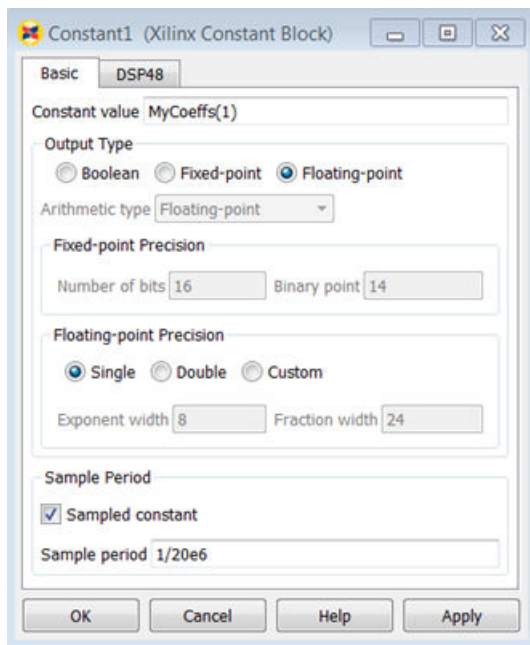 Constant1 (Xilinx Constant Block)
Basic DSP48
Constant value MyCoeffs(1)
Output Type
Boolean Fixed-point Floating-point
Arithmetic type Floating-point
Fixed-point Precision
Number of bits 16 Binary point 14
Floating-point Precision
Single Double Custom
Exponent width 8 Fraction width 24
Sample Period
Sampled constant
Sample period 1/20e6
OK Cancel Help Apply